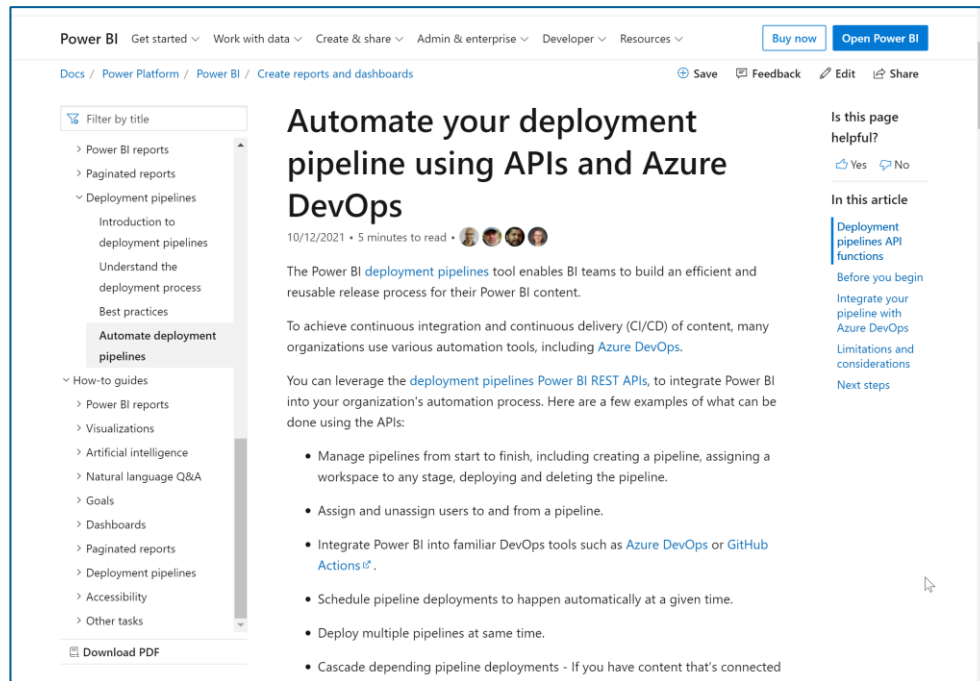 Power BI Get started Work with data Create & share Admin & enterprise Developer Resources Buy now Open Power BI
Docs / Power Platform / Power BI / Create reports and dashboards
Save Feedback Edit Share
Filter by title
Power BI reports
Paginated reports
Deployment pipelines
Introduction to
deployment pipelines
Understand the
deployment process
Best practices
Automate deployment
pipelines
How-to guides
Power BI reports
Visualizations
Artificial intelligence
Natural language Q&A
Goals
Dashboards
Paginated reports
Deployment pipelines
Accessibility
Other tasks
Download PDF
Automate your deployment
pipeline using APIs and Azure
DevOps
10/12/2021 • 5 minutes to read •
The Power BI deployment pipelines tool enables BI teams to build an efficient and
reusable release process for their Power BI content.
To achieve continuous integration and continuous delivery (CI/CD) of content, many
organizations use various automation tools, including Azure DevOps.
You can leverage the deployment pipelines Power BI REST APIs, to integrate Power BI
into your organization's automation process. Here are a few examples of what can be
done using the APIs:
• Manage pipelines from start to finish, including creating a pipeline, assigning a
workspace to any stage, deploying and deleting the pipeline.
• Assign and unassign users to and from a pipeline.
• Integrate Power BI into familiar DevOps tools such as Azure DevOps or GitHub
Actions .
• Schedule pipeline deployments to happen automatically at a given time.
• Deploy multiple pipelines at same time.
• Cascade depending pipeline deployments - If you have content that's connected
Is this page
helpful?
Yes No
In this article
Deployment
pipelines API
functions
Before you begin
Integrate your
pipeline with
Azure DevOps
Limitations and
considerations
Next steps